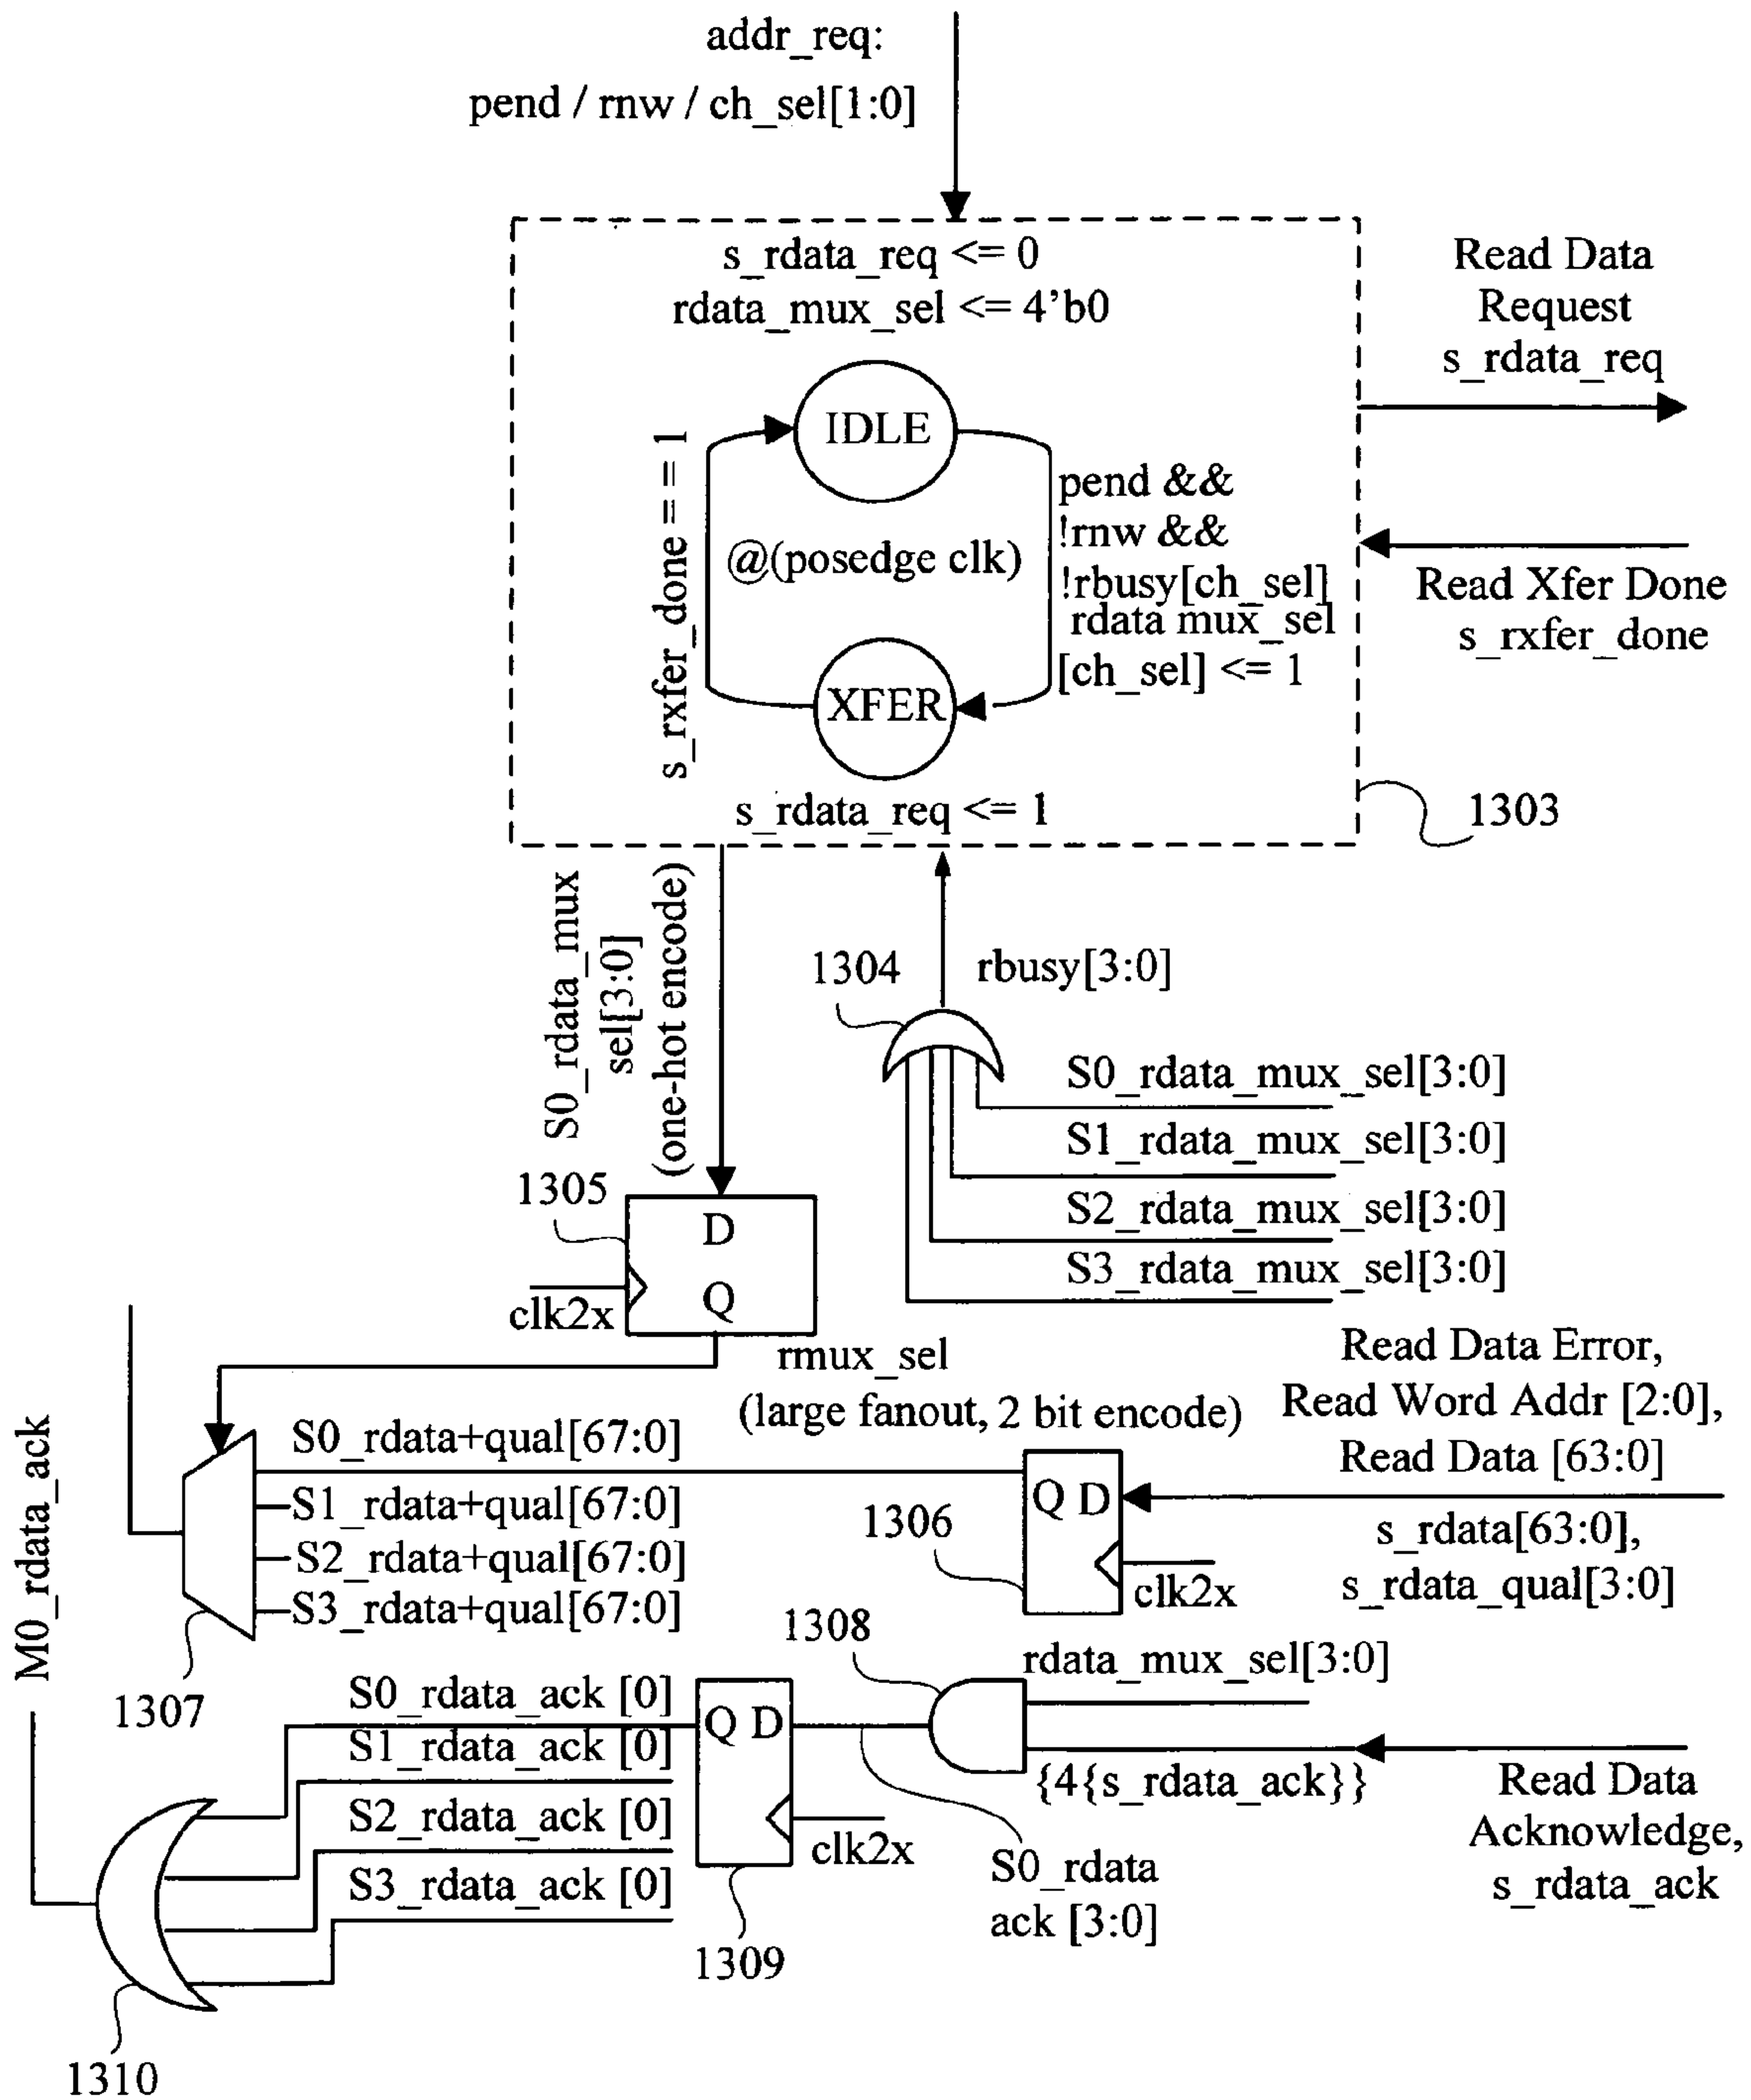 addr_req:
pend / rnw / ch_sel[1:0]
s_rdata_req <= 0
rdata_mux_sel <= 4'b0
Read Data
Request
s_rdata_req
IDLE
s_rxfer_done === 1
@(posedge clk)
pend &&
!rnw &&
!rbusy[ch_sel]
rdata mux_sel
[ch_sel] <= 1
Read Xfer Done
s_rxfer_done
XFER
s_rdata_req <= 1
1303
S0_rdata_mux
sel[3:0]
(one-hot encode)
1304
rbusy[3:0]
S0_rdata_mux_sel[3:0]
S1_rdata_mux_sel[3:0]
S2_rdata_mux_sel[3:0]
S3_rdata_mux_sel[3:0]
1305
D
Q
clk2x
rmux_sel
(large fanout, 2 bit encode)
Read Data Error,
Read Word Addr [2:0],
Read Data [63:0]
s_rdata[63:0],
s_rdata_qual[3:0]
S0_rdata+qual[67:0]
S1_rdata+qual[67:0]
S2_rdata+qual[67:0]
S3_rdata+qual[67:0]
1306
Q D
clk2x
1307
M0_rdata_ack
1308
rdata_mux_sel[3:0]
{4{s_rdata_ack}}
Read Data
Acknowledge,
s_rdata_ack
S0_rdata_ack [0]
S1_rdata_ack [0]
S2_rdata_ack [0]
S3_rdata_ack [0]
Q D
clk2x
S0_rdata
ack [3:0]
1309
1310